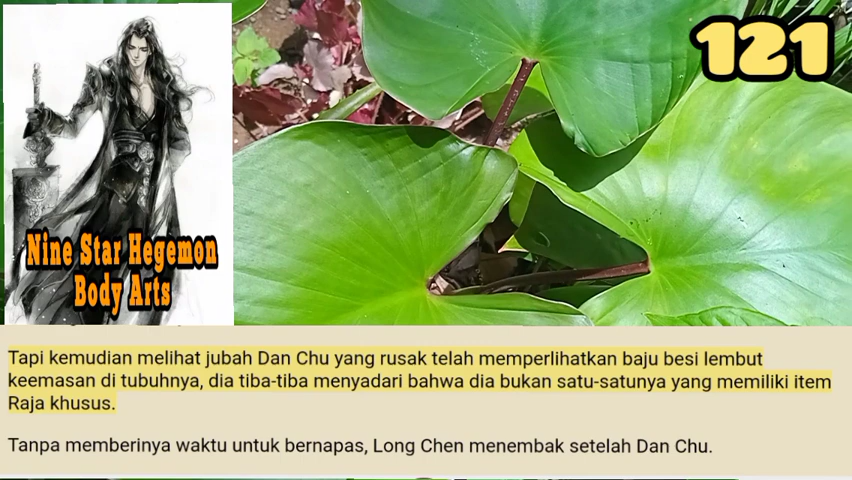 121
Nine Star Hegemon
Body Arts
Tapi kemudian melihat jubah Dan Chu yang rusak telah memperlihatkan baju besi lembut
keemasan di tubuhnya, dia tiba-tiba menyadari bahwa dia bukan satu-satunya yang memiliki item
Raja khusus.
Tanpa memberinya waktu untuk bernapas, Long Chen menembak setelah Dan Chu.